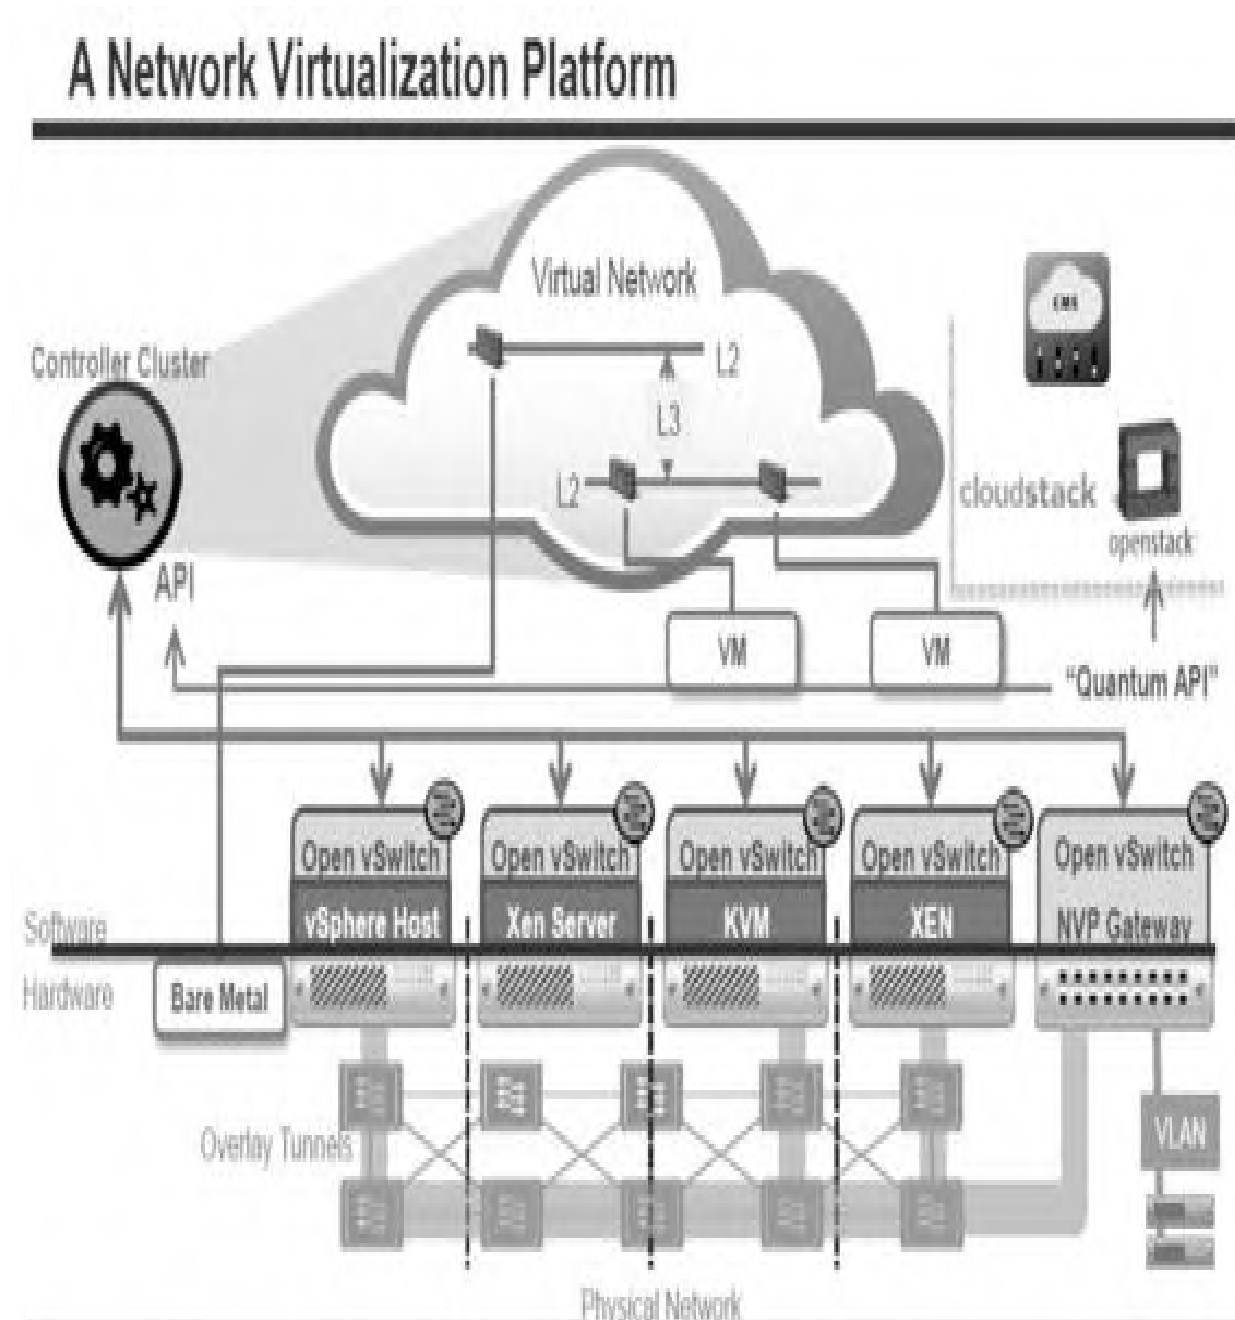 A Network Virtualization Platform
Virtual Network
L2
Controller Cluster
L3
L2
cloudstack
openstack
API
VM
VM
"Quantum API"
Open vSwitch
Open vSwitch
Open vSwitch
Open vSwitch
Open vSwitch
vSphere Host
Xen Server
KVM
XEN
NVP Gateway
Software
Hardware
Bare Metal
Overlay Tunnels
VLAN
Physical Network